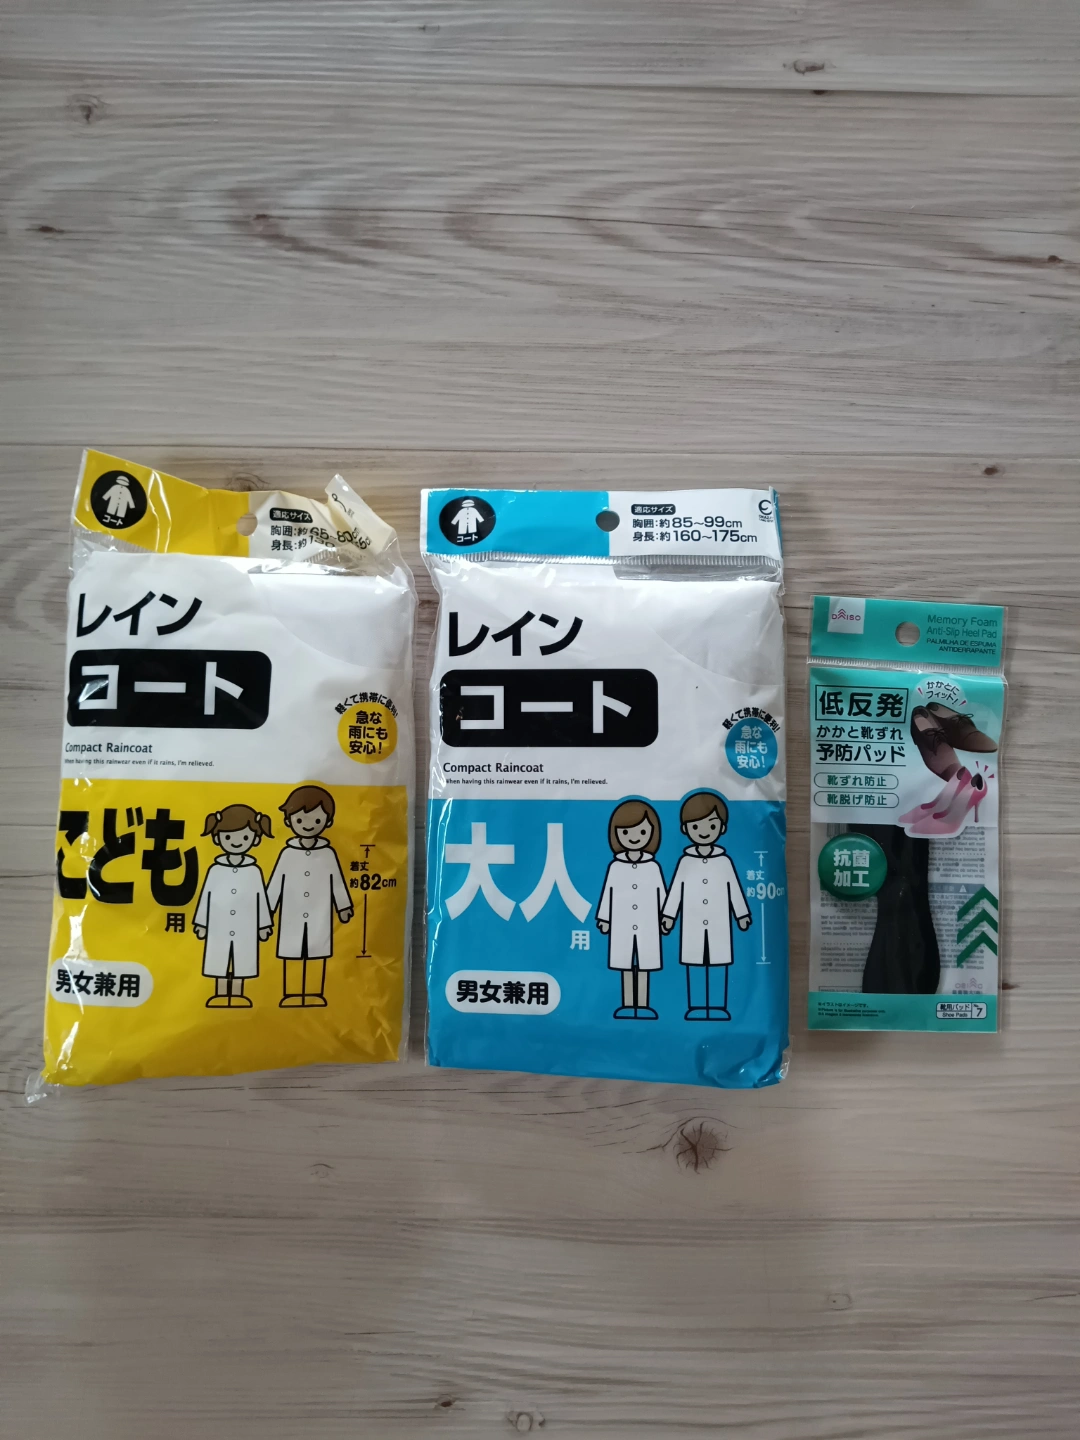 コート
適応サイズ
胸囲:約65~80
身長:約
レイン
コート
Compact Raincoat
When having this rainwear even if it rains, I'm relieved.
軽くて携帯に便利!
急な
雨にも
安心!
こども
用
着丈
約82cm
男女兼用
コート
適応サイズ
胸囲:約85~99cm
身長:約160~175cm
レイン
コート
Compact Raincoat
When having this rainwear even if it rains, I'm relieved.
軽くて携帯に便利!
急な
雨にも
安心!
大人
用
着丈
約90cm
男女兼用
DAISO
Memory Foam
Anti-Slip Heel Pad
PALMILHA DE ESPUMA
ANTIDERRAPANTE
かかとに
フィット!
低反発
かかと靴ずれ
予防パッド
靴ずれ防止
靴脱げ防止
抗菌
加工
DAISO
靴用パッド
Shoe Pads
No.7